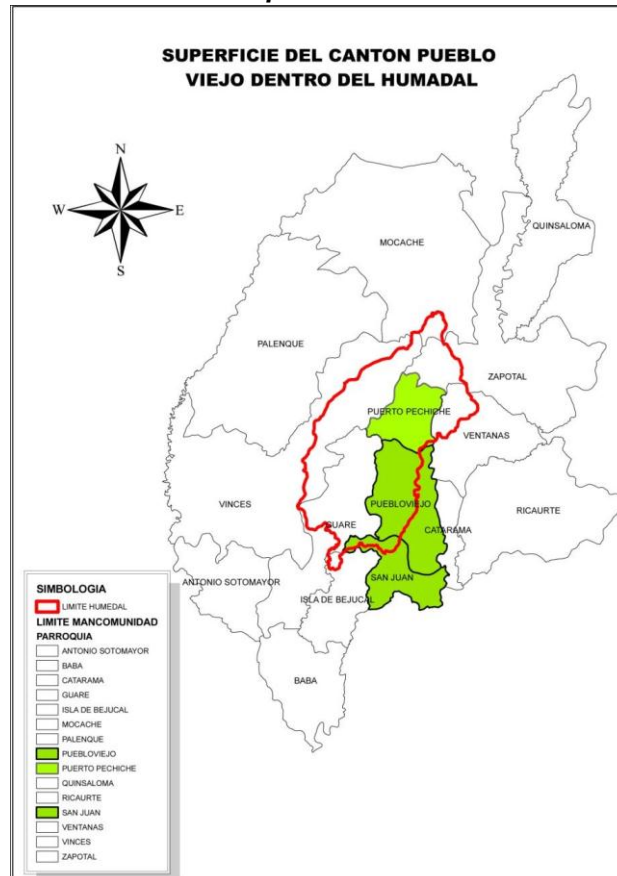 SUPERFICIE DEL CANTON PUEBLO
VIEJO DENTRO DEL HUMADAL
N
W
E
S
QUINSALOMA
MOCACHE
PALENQUE
ZAPOTAL
PUERTO PECHICHE
VENTANAS
VINCES
PUEBLOVIEJO
RICAURTE
GUARE
CATARAMA
SAN JUAN
ANTONIO SOTOMAYOR
ISLA DE BEJUCAL
BABA
SIMBOLOGIA
LIMITE HUMEDAL
LIMITE MANCOMUNIDAD
PARROQUIA
ANTONIO SOTOMAYOR
BABA
CATARAMA
GUARE
ISLA DE BEJUCAL
MOCACHE
PALENQUE
PUEBLOVIEJO
PUERTO PECHICHE
QUINSALOMA
RICAURTE
SAN JUAN
VENTANAS
VINCES
ZAPOTAL